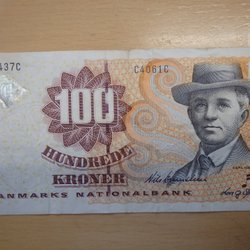 437C C4061C
100
HUNDREDE
KRONER
ANMARKS NATIONALBANK